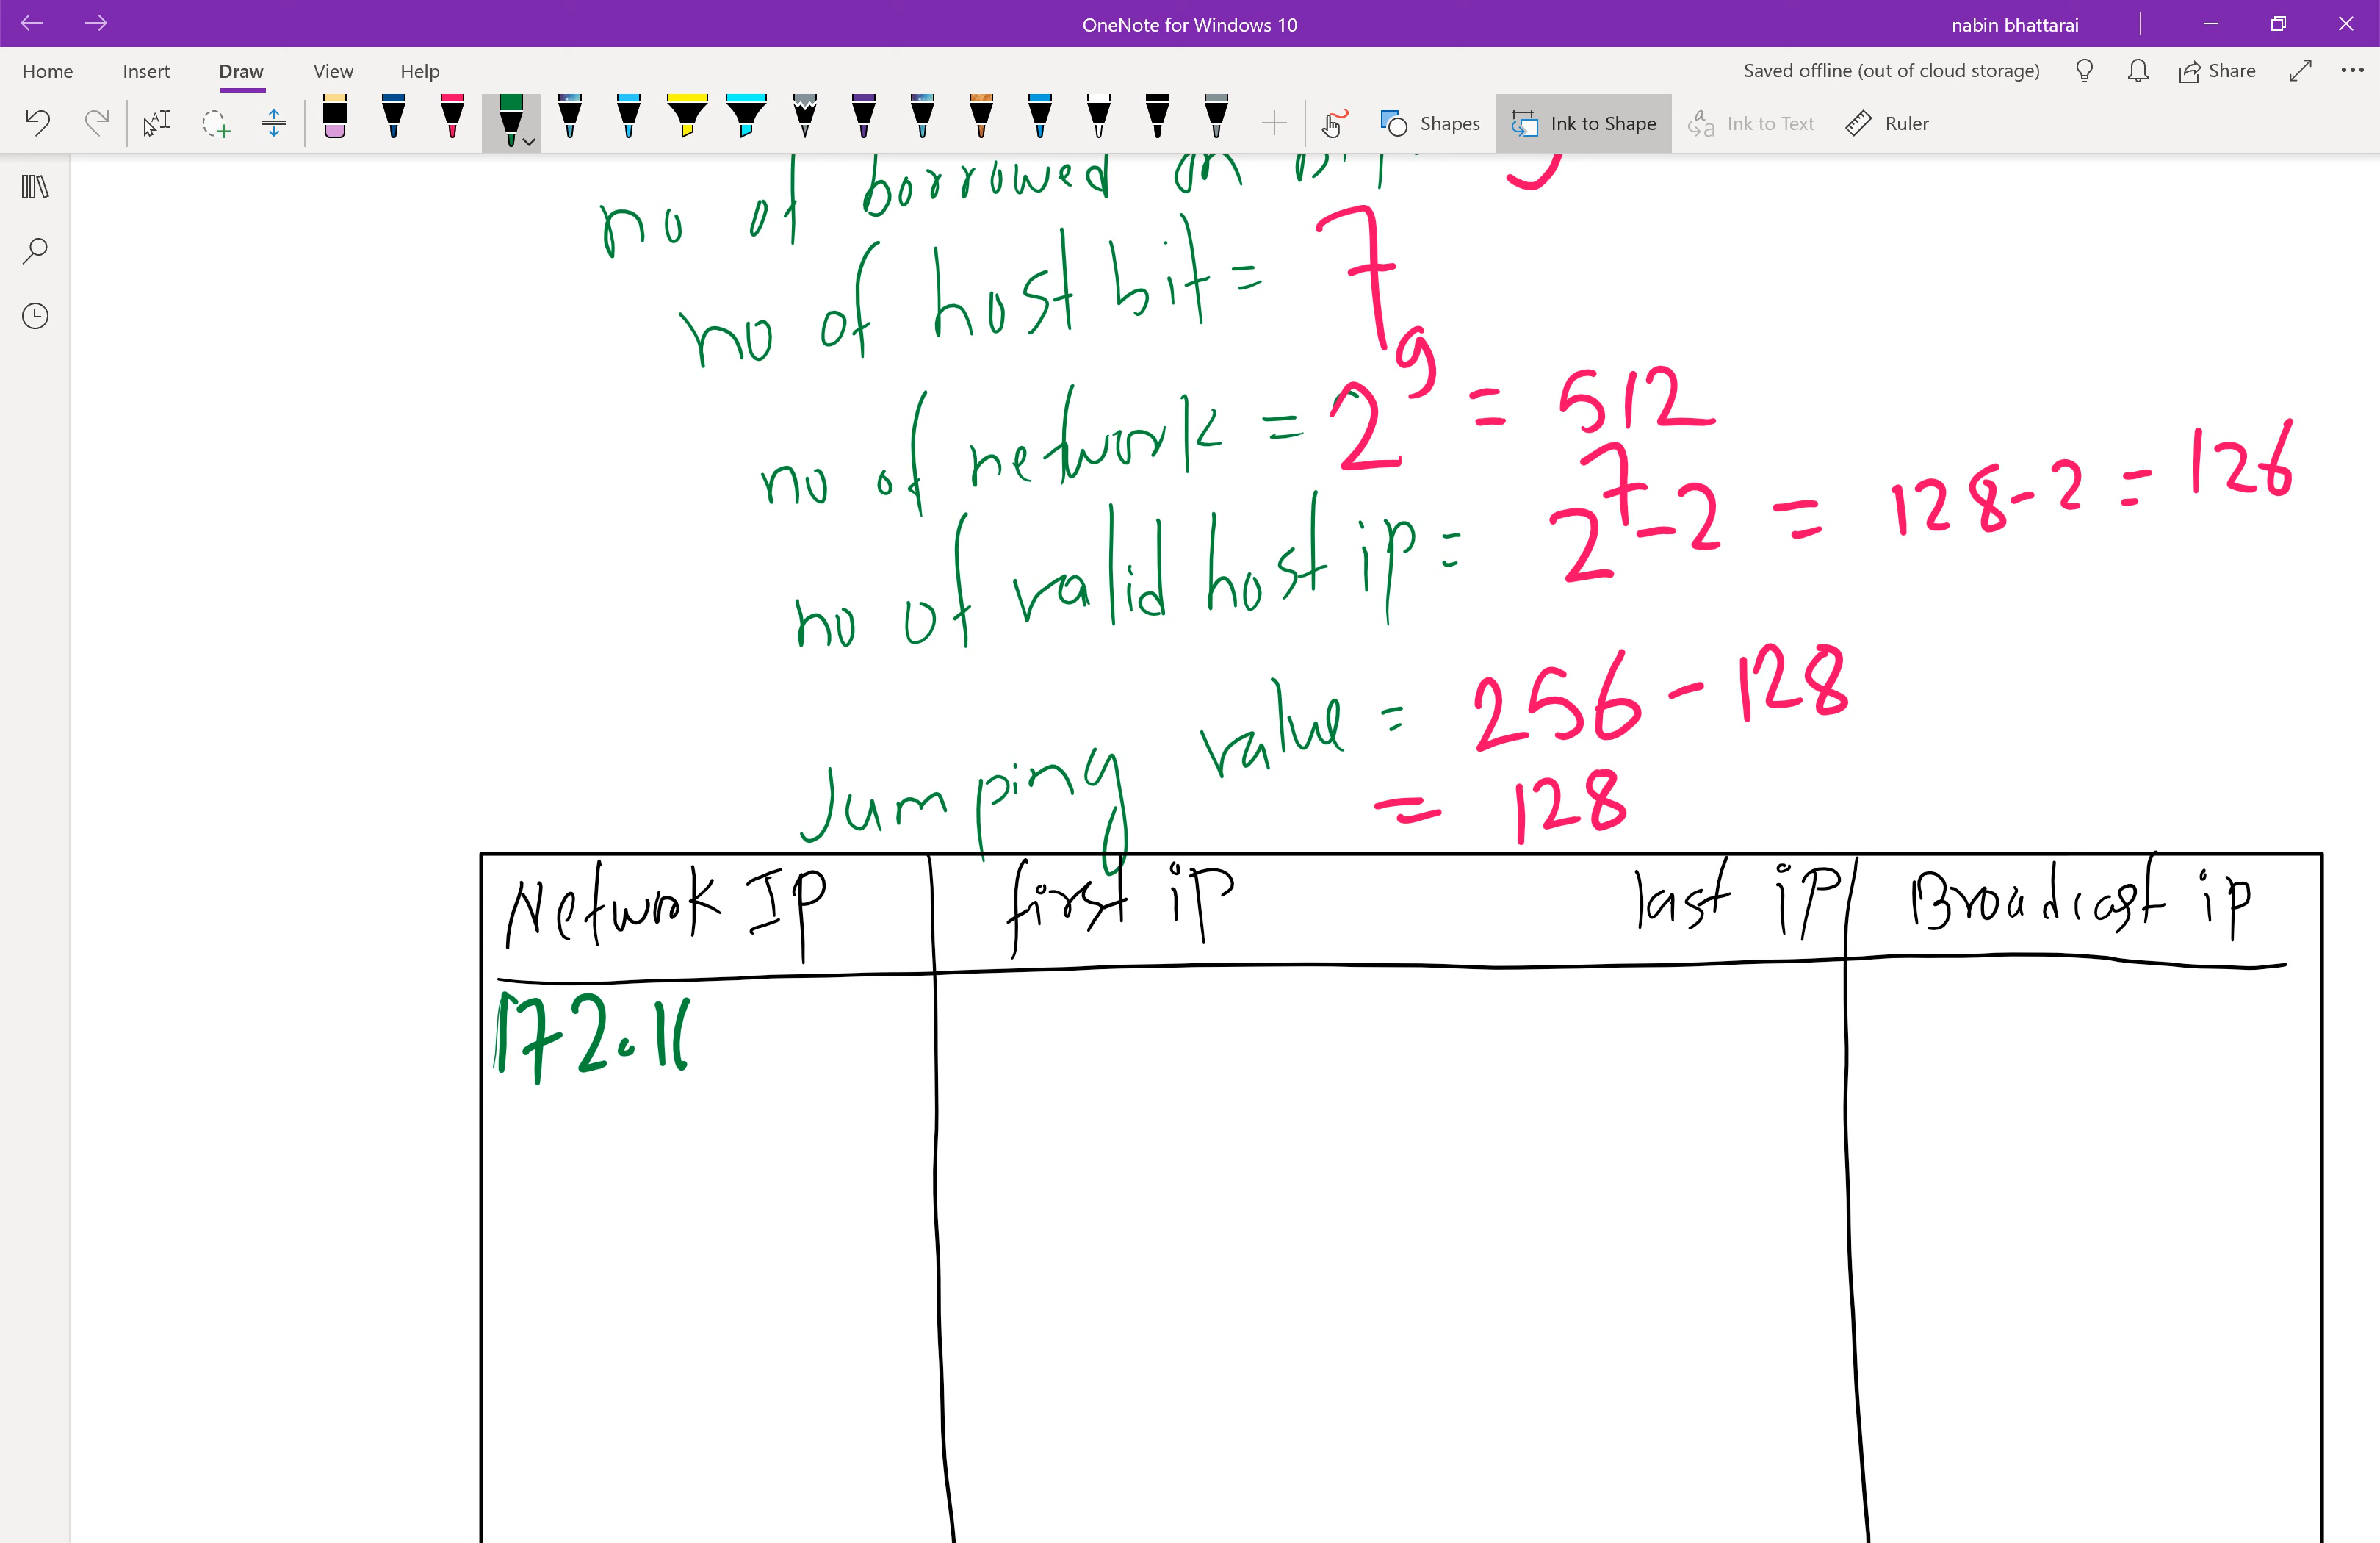 OneNote for Windows 10
nabin bhattarai
Home Insert Draw View Help
Saved offline (out of cloud storage)
Share
Shapes
Ink to Shape
Ink to Text
Ruler
no of borrowed
no of host bit = 7
no of network = 2^9 = 512
no of valid host ip = 2^7-2 = 128-2 = 126
Jumping value = 256-128
= 128
Network IP first iP last iP Broadcast ip
172.1